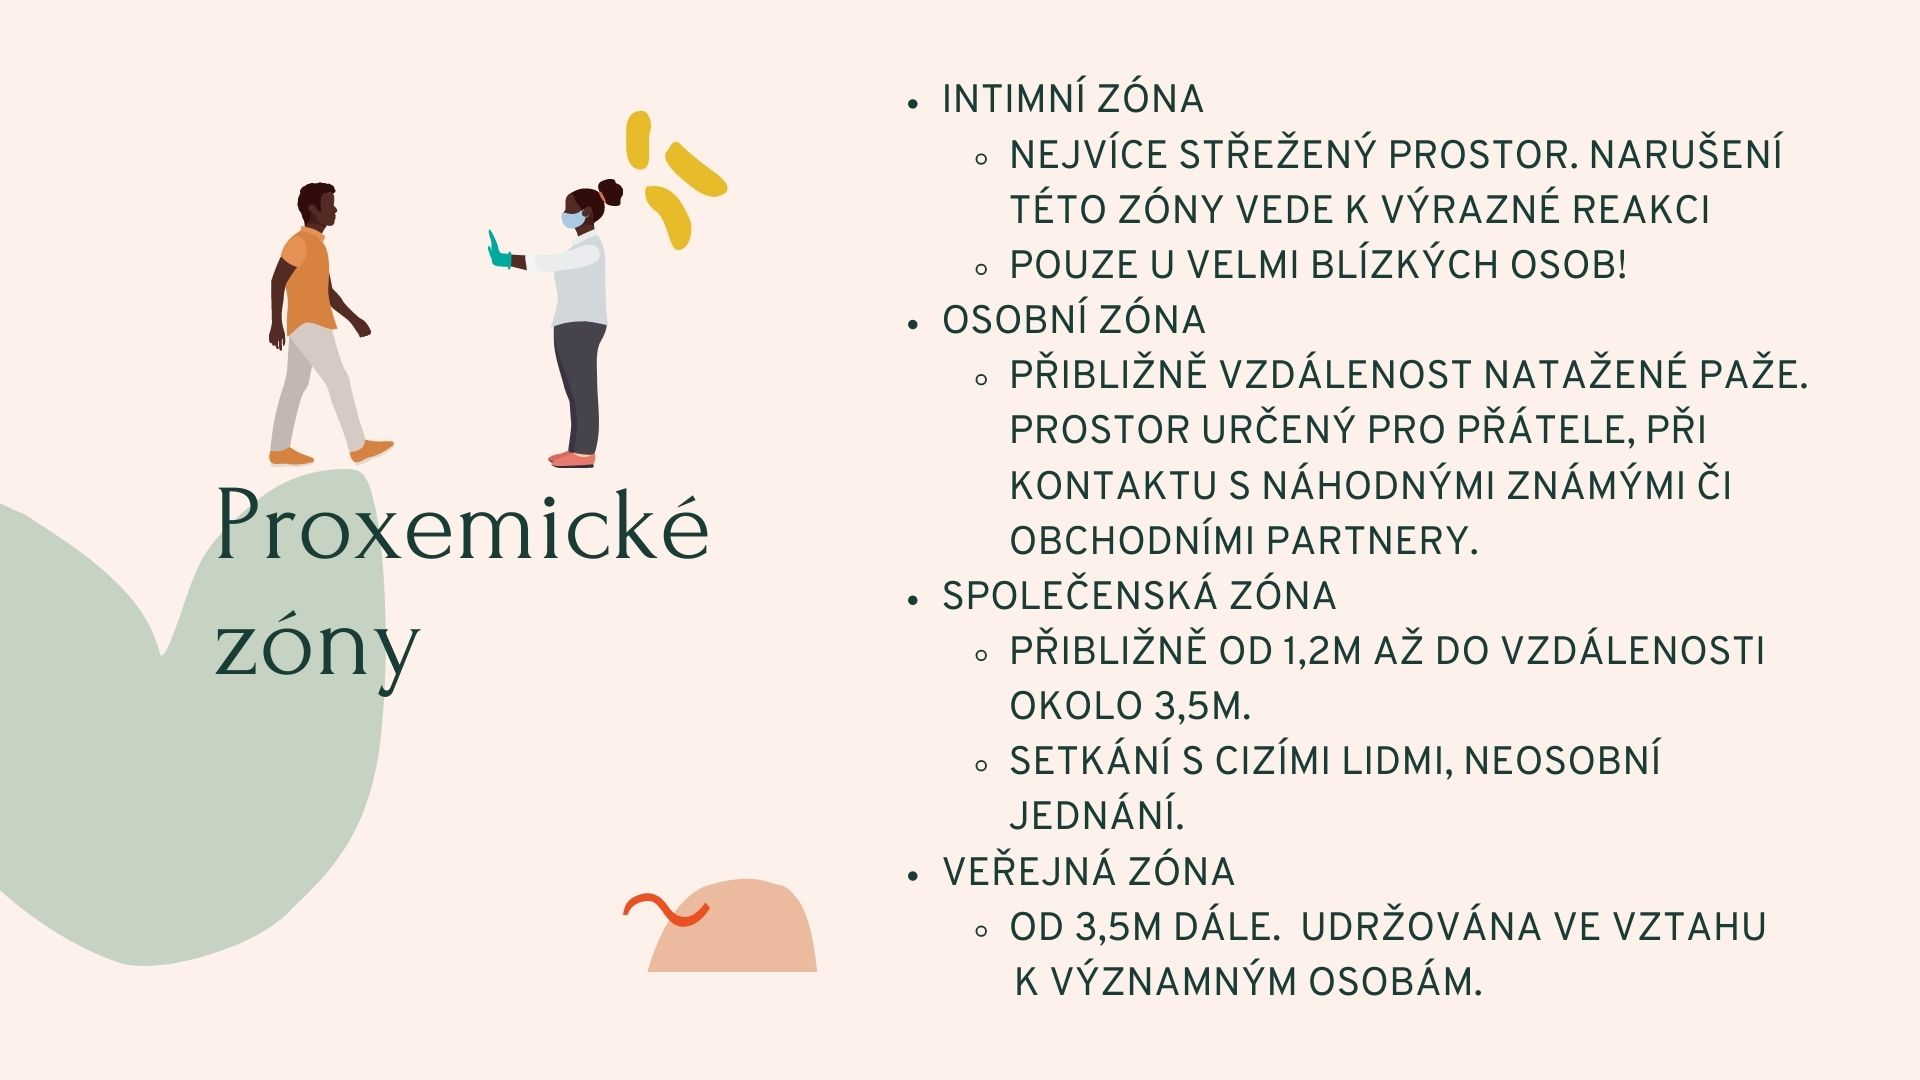 Proxemické
zóny
INTIMNÍ ZÓNA
NEJVÍCE STŘEŽENÝ PROSTOR. NARUŠENÍ
TÉTO ZÓNY VEDE K VÝRAZNÉ REAKCI
POUZE U VELMI BLÍZKÝCH OSOB!
OSOBNÍ ZÓNA
PŘIBLIŽNĚ VZDÁLENOST NATAŽENÉ PAŽE.
PROSTOR URČENÝ PRO PŘÁTELE, PŘI
KONTAKTU S NÁHODNÝMI ZNÁMÝMI ČI
OBCHODNÍMI PARTNERY.
SPOLEČENSKÁ ZÓNA
PŘIBLIŽNĚ OD 1,2M AŽ DO VZDÁLENOSTI
OKOLO 3,5M.
SETKÁNÍ S CIZÍMI LIDMI, NEOSOBNÍ
JEDNÁNÍ.
VEŘEJNÁ ZÓNA
OD 3,5M DÁLE. UDRŽOVÁNA VE VZTAHU
K VÝZNAMNÝM OSOBÁM.